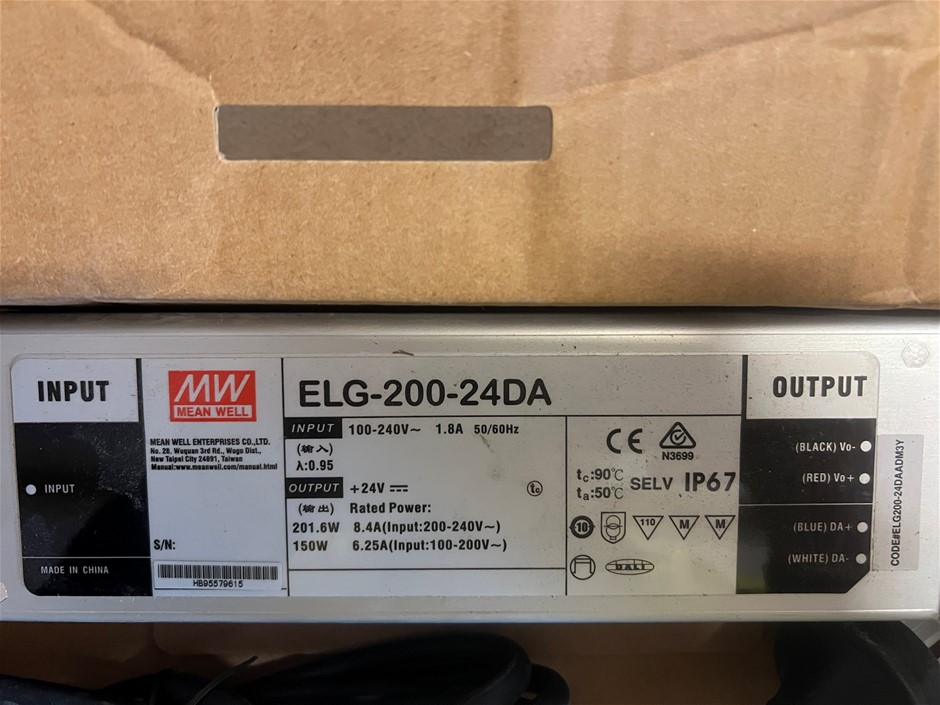 INPUT
INPUT
MADE IN CHINA
MW
MEAN WELL
MEAN WELL ENTERPRISES CO.,LTD.
No. 28, Wuquan 3rd Rd., Wugu Dist.,
New Taipei City 24891, Taiwan
Manual:www.meanwell.com/manual.html
S/N:
HB95579615
ELG-200-24DA
INPUT 100-240V~ 1.8A 50/60Hz
(輸入)
λ:0.95
OUTPUT +24V
(輸出) Rated Power:
201.6W 8.4A(Input:200-240V~)
150W 6.25A(Input:100-200V~)
tc
CE
N3699
tc:90℃
ta:50℃
SELV IP67
10
110 M M
DALI
OUTPUT
(BLACK) Vo-
(RED) Vo+
(BLUE) DA+
(WHITE) DA-
CODE#ELG200-24DAADM3Y